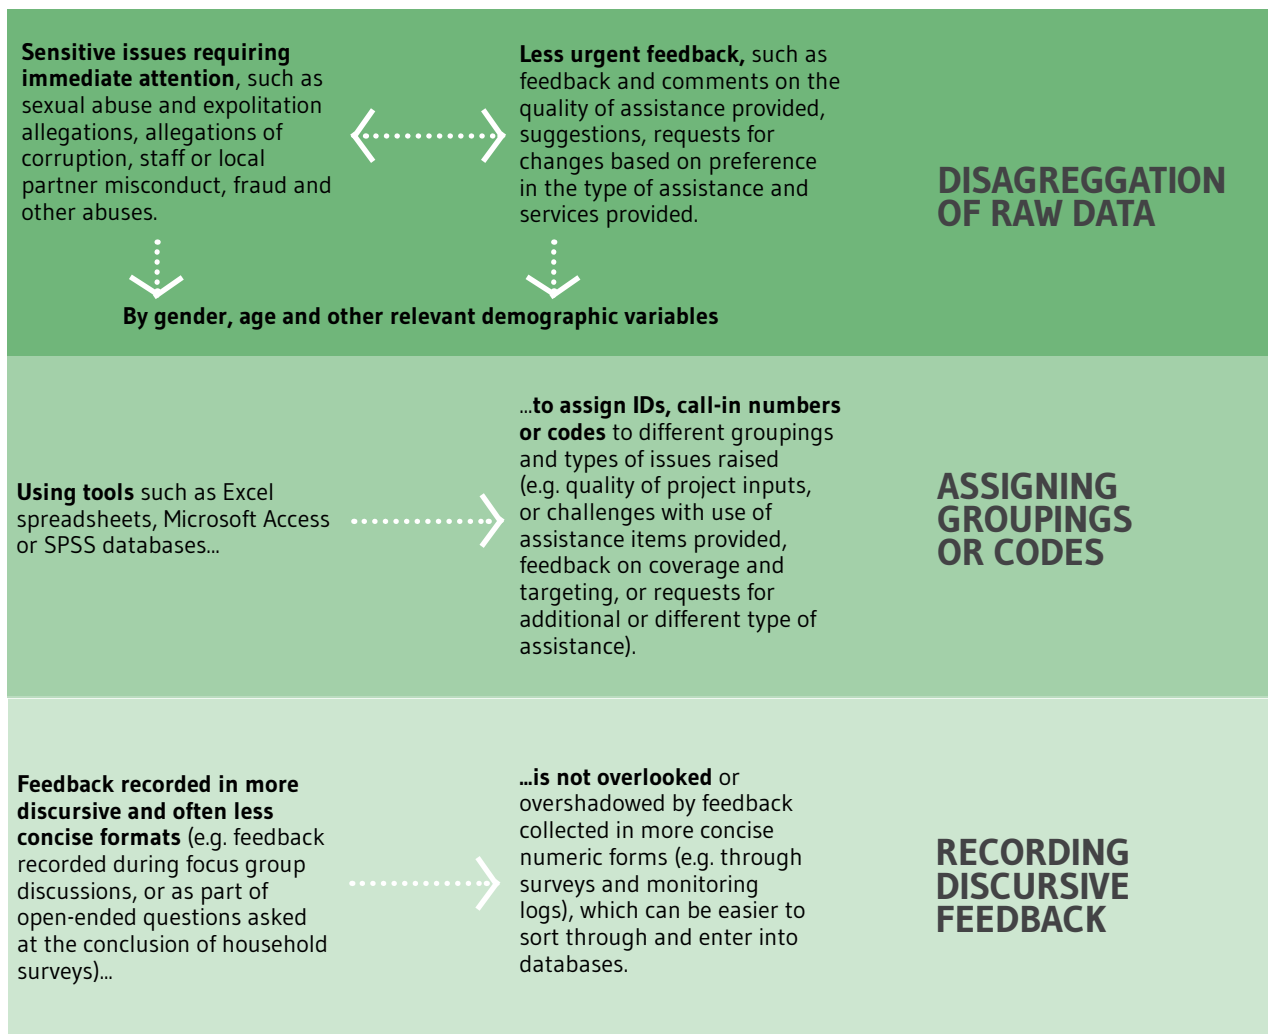 Sensitive issues requiring
immediate attention, such as
sexual abuse and expolitation
allegations, allegations of
corruption, staff or local
partner misconduct, fraud and
other abuses.
Less urgent feedback, such as
feedback and comments on the
quality of assistance provided,
suggestions, requests for
changes based on preference
in the type of assistance and
services provided.
By gender, age and other relevant demographic variables
DISAGREGGATION
OF RAW DATA
Using tools such as Excel
spreadsheets, Microsoft Access
or SPSS databases...
...to assign IDs, call-in numbers
or codes to different groupings
and types of issues raised
(e.g. quality of project inputs,
or challenges with use of
assistance items provided,
feedback on coverage and
targeting, or requests for
additional or different type of
assistance).
ASSIGNING
GROUPINGS
OR CODES
Feedback recorded in more
discursive and often less
concise formats (e.g. feedback
recorded during focus group
discussions, or as part of
open-ended questions asked
at the conclusion of household
surveys)...
...is not overlooked or
overshadowed by feedback
collected in more concise
numeric forms (e.g. through
surveys and monitoring
logs), which can be easier to
sort through and enter into
databases.
RECORDING
DISCURSIVE
FEEDBACK